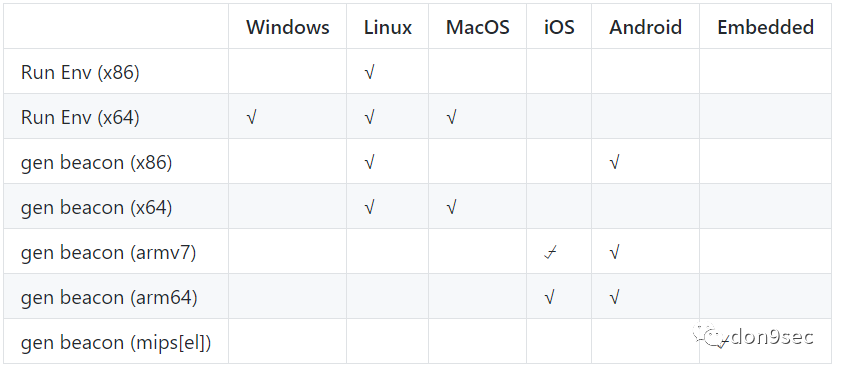 Windows Linux MacOS iOS Android Embedded
Run Env (x86) √
Run Env (x64) √ √ √
gen beacon (x86) √ √
gen beacon (x64) √ √
gen beacon (armv7) √ √
gen beacon (arm64) √ √
gen beacon (mips[el]) √
don9sec